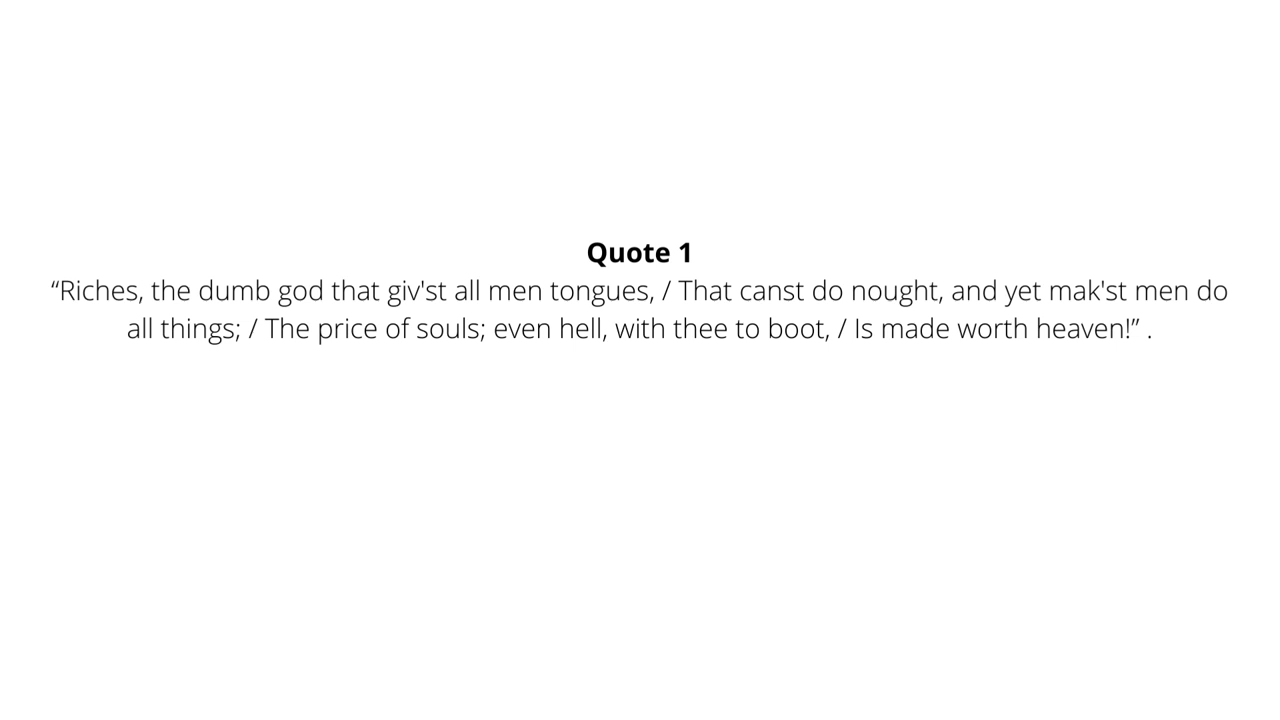 Quote 1
“Riches, the dumb god that giv'st all men tongues, / That canst do nought, and yet mak'st men do
all things; / The price of souls; even hell, with thee to boot, / Is made worth heaven!” .